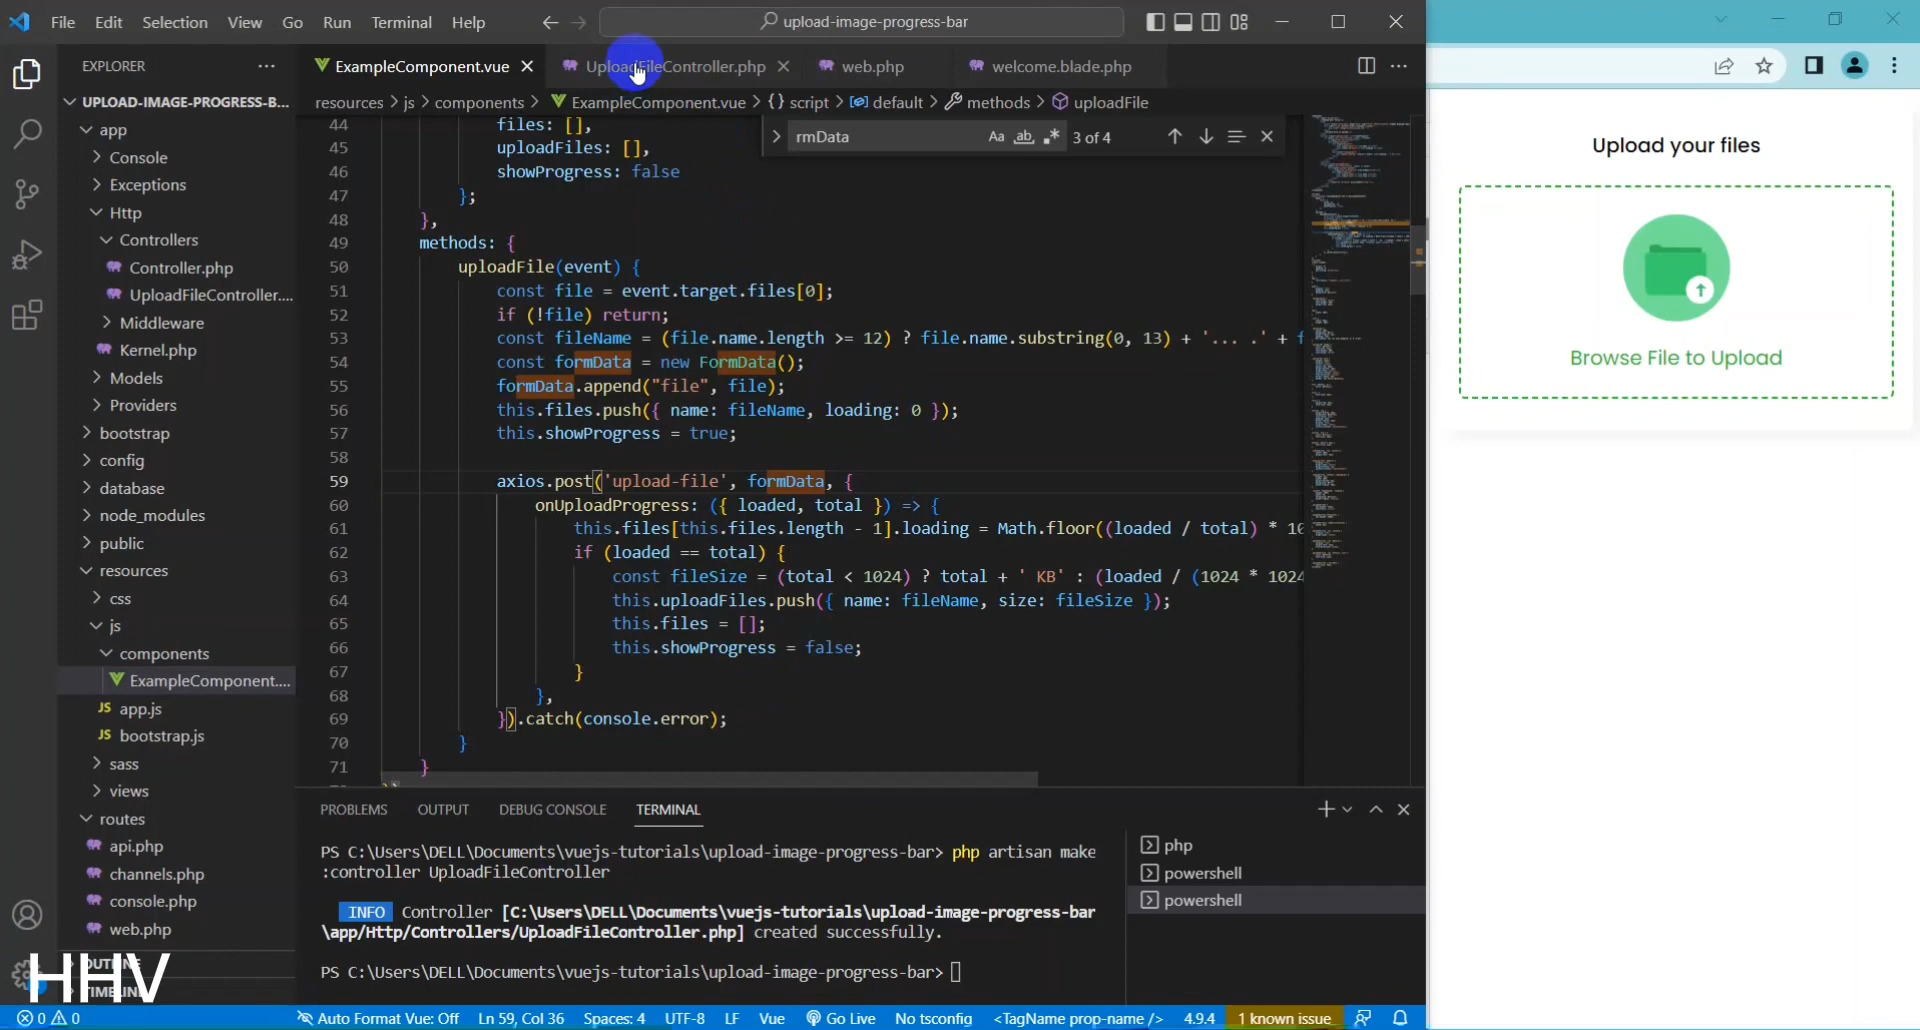 File Edit Selection View Go Run Terminal Help
upload-image-progress-bar
EXPLORER
ExampleComponent.vue
UploadFileController.php
web.php
welcome.blade.php
UPLOAD-IMAGE-PROGRESS-B...
resources > js > components > ExampleComponent.vue > {} script > default > methods > uploadFile
rmData
Aa ab
3 of 4
app
Console
Exceptions
Http
Controllers
Controller.php
UploadFileController....
Middleware
Kernel.php
Models
Providers
bootstrap
config
database
node_modules
public
resources
css
js
components
ExampleComponent....
JS app.js
JS bootstrap.js
sass
views
routes
api.php
channels.php
console.php
web.php
OUTLINE
TIMELINE
HHV
44 files: [],
45 uploadFiles: [],
46 showProgress: false
47 };
48 },
49 methods: {
50 uploadFile(event) {
51 const file = event.target.files[0];
52 if (!file) return;
53 const fileName = (file.name.length >= 12) ? file.name.substring(0, 13) + '... .' + f
54 const formData = new FormData();
55 formData.append("file", file);
56 this.files.push({ name: fileName, loading: 0 });
57 this.showProgress = true;
58
59 axios.post('upload-file', formData, {
60 onUploadProgress: ({ loaded, total }) => {
61 this.files[this.files.length - 1].loading = Math.floor((loaded / total) * 10
62 if (loaded == total) {
63 const fileSize = (total < 1024) ? total + ' KB' : (loaded / (1024 * 1024
64 this.uploadFiles.push({ name: fileName, size: fileSize });
65 this.files = [];
66 this.showProgress = false;
67 }
68 },
69 }).catch(console.error);
70 }
71 }
PROBLEMS OUTPUT DEBUG CONSOLE TERMINAL
PS C:\Users\DELL\Documents\vuejs-tutorials\upload-image-progress-bar> php artisan make
:controller UploadFileController
INFO Controller [C:\Users\DELL\Documents\vuejs-tutorials\upload-image-progress-bar
\app/Http/Controllers/UploadFileController.php] created successfully.
PS C:\Users\DELL\Documents\vuejs-tutorials\upload-image-progress-bar>
php
powershell
powershell
0 0
Auto Format Vue: Off Ln 59, Col 36 Spaces: 4 UTF-8 LF Vue Go Live No tsconfig <TagName prop-name /> 4.9.4 1 known issue
Upload your files
Browse File to Upload